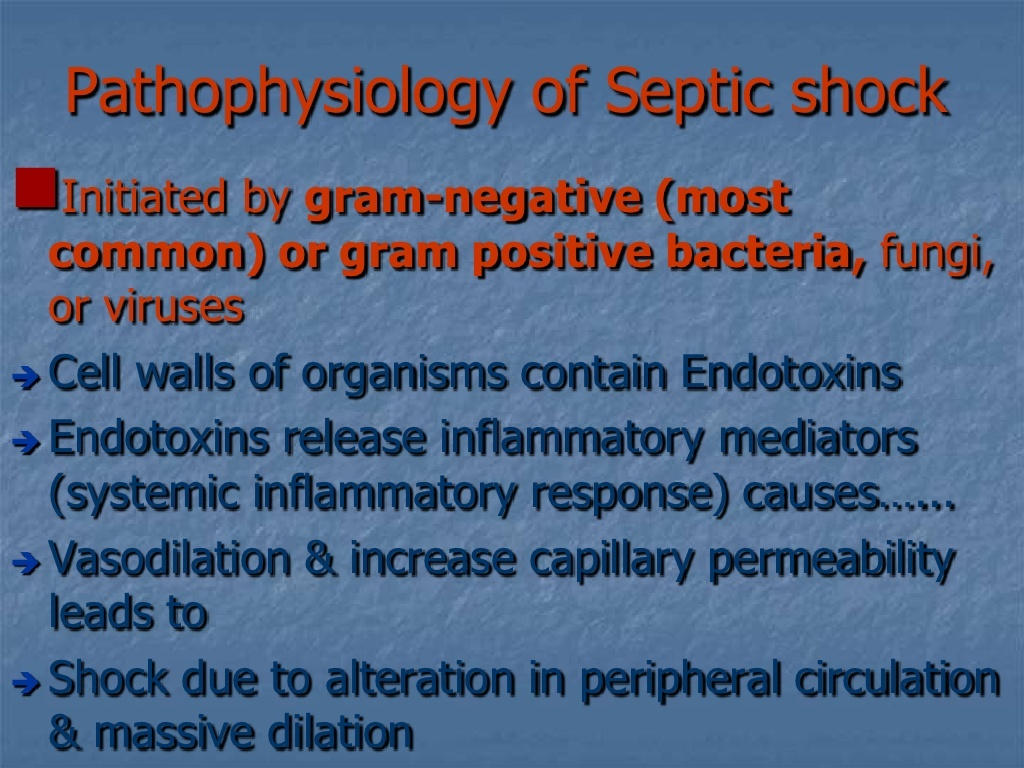 Pathophysiology of Septic shock
Initiated by gram-negative (most
common) or gram positive bacteria, fungi,
or viruses
Cell walls of organisms contain Endotoxins
Endotoxins release inflammatory mediators
(systemic inflammatory response) causes…...
Vasodilation & increase capillary permeability
leads to
Shock due to alteration in peripheral circulation
& massive dilation